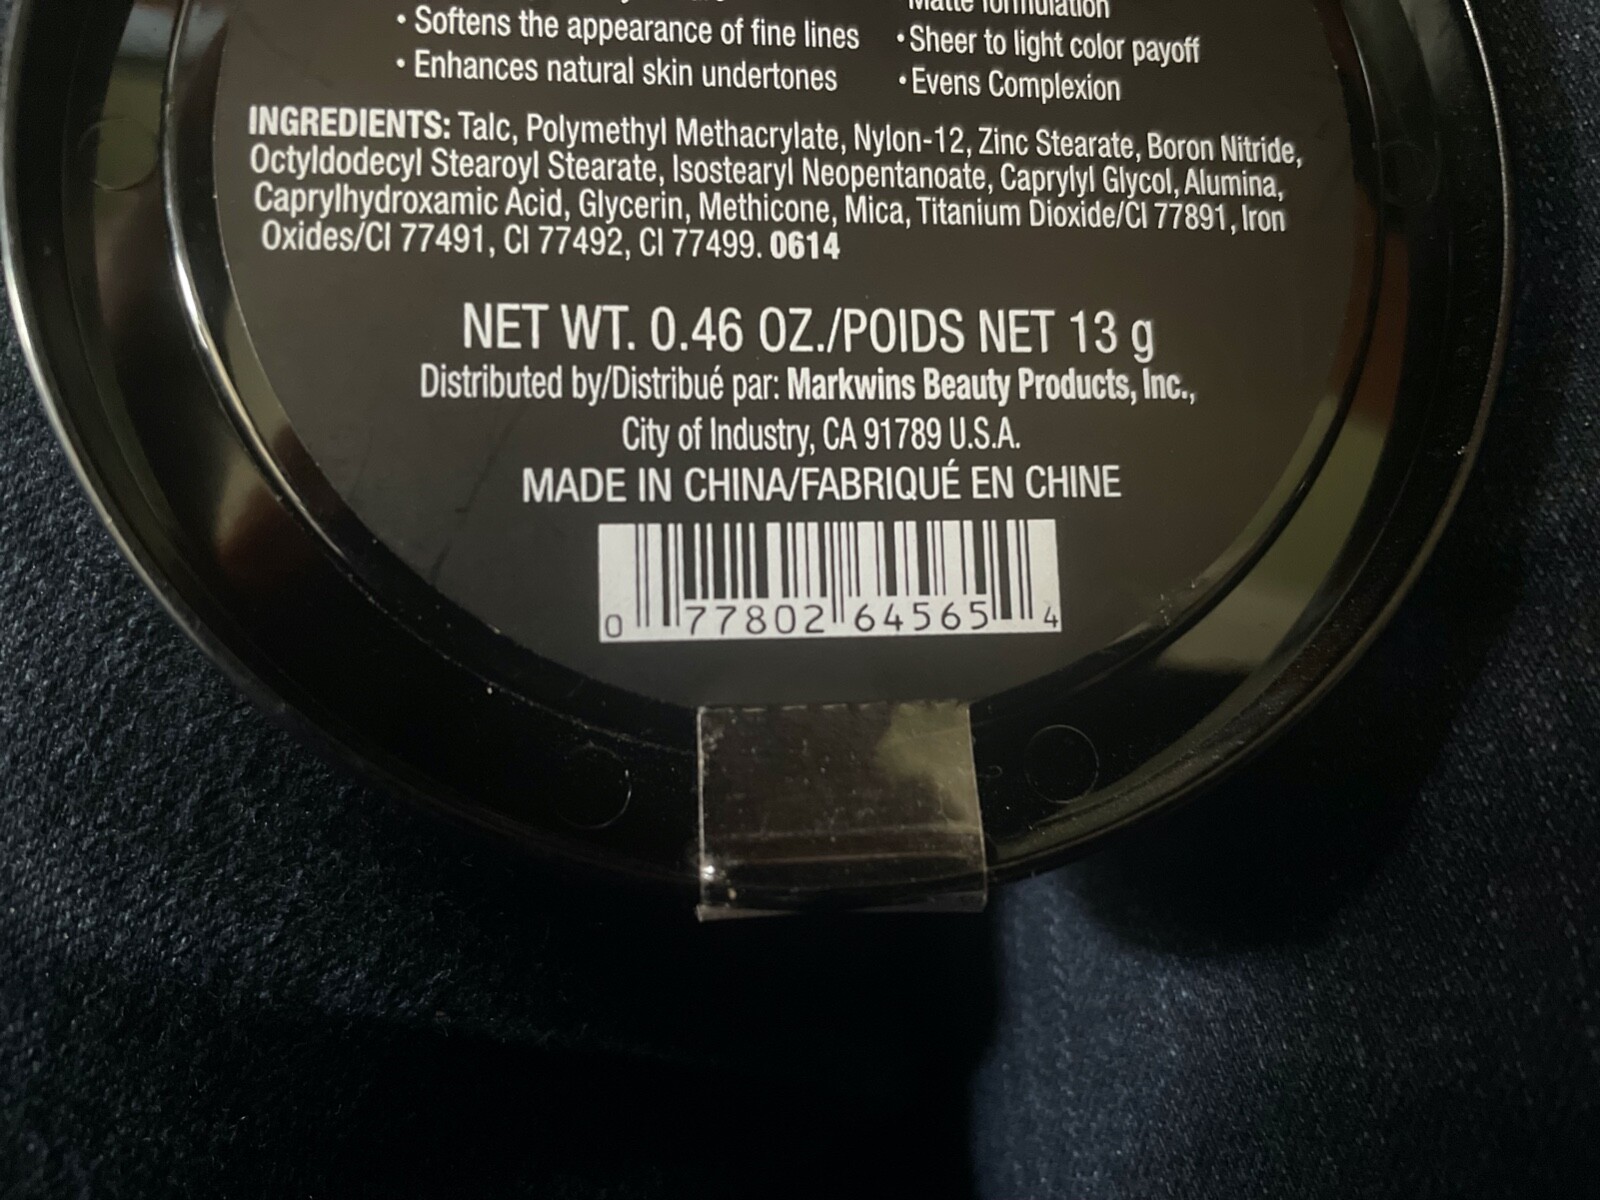 Matte formulation
• Softens the appearance of fine lines
• Sheer to light color payoff
• Enhances natural skin undertones
• Evens Complexion
INGREDIENTS: Talc, Polymethyl Methacrylate, Nylon-12, Zinc Stearate, Boron Nitride,
Octyldodecyl Stearoyl Stearate, Isostearyl Neopentanoate, Caprylyl Glycol, Alumina,
Caprylhydroxamic Acid, Glycerin, Methicone, Mica, Titanium Dioxide/CI 77891, Iron
Oxides/CI 77491, CI 77492, CI 77499. 0614
NET WT. 0.46 OZ./POIDS NET 13 g
Distributed by/Distribué par: Markwins Beauty Products, Inc.,
City of Industry, CA 91789 U.S.A.
MADE IN CHINA/FABRIQUÉ EN CHINE
0 77802 64565 4